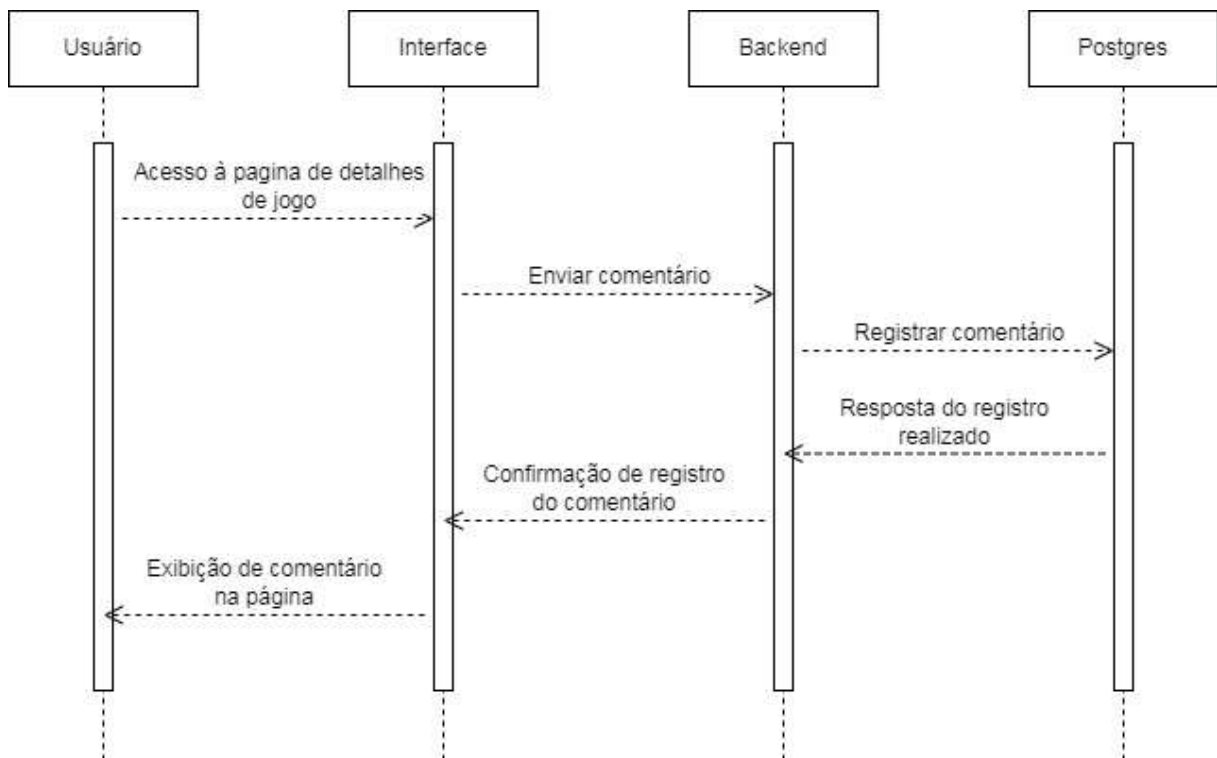 Usuário
Interface
Backend
Postgres
Acesso à pagina de detalhes
de jogo
Enviar comentário
Registrar comentário
Resposta do registro
realizado
Confirmação de registro
do comentário
Exibição de comentário
na página